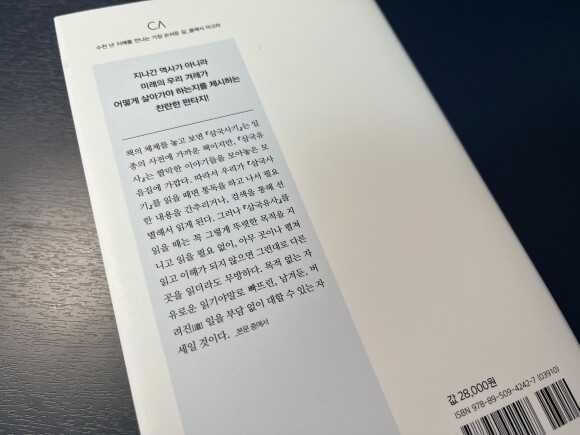 CΛ
수천 년 지혜를 만나는 가장 손쉬운 길_클래식 아고라
지나간 역사가 아니라
미래의 우리 겨레가
어떻게 살아가야 하는지를 제시하는
찬란한 판타지!
책의 체제를 놓고 보면 『삼국사기』는 일
종의 사전에 가까운 책이지만, 『삼국유
사』는 짤막한 이야기들을 모아놓은 모
음집에 가깝다. 따라서 우리가 『삼국사
기』를 읽을 때면 통독을 하고 나서 필요
한 내용을 간추리거나, 검색을 통해 선
별해서 읽게 된다. 그러나 『삼국유사』를
읽을 때는 꼭 그렇게 뚜렷한 목적을 지
니고 읽을 필요 없이, 아무 곳이나 펼쳐
읽고 이해가 되지 않으면 그런대로 다른
곳을 읽더라도 무방하다. 목적 없는 자
유로운 읽기야말로 빠뜨린, 남겨둔, 버
려진[遺] 일을 부담 없이 대할 수 있는 자
세일 것이다. _본문 중에서
값 28,000원
ISBN 978-89-509-4242-7 (03910)